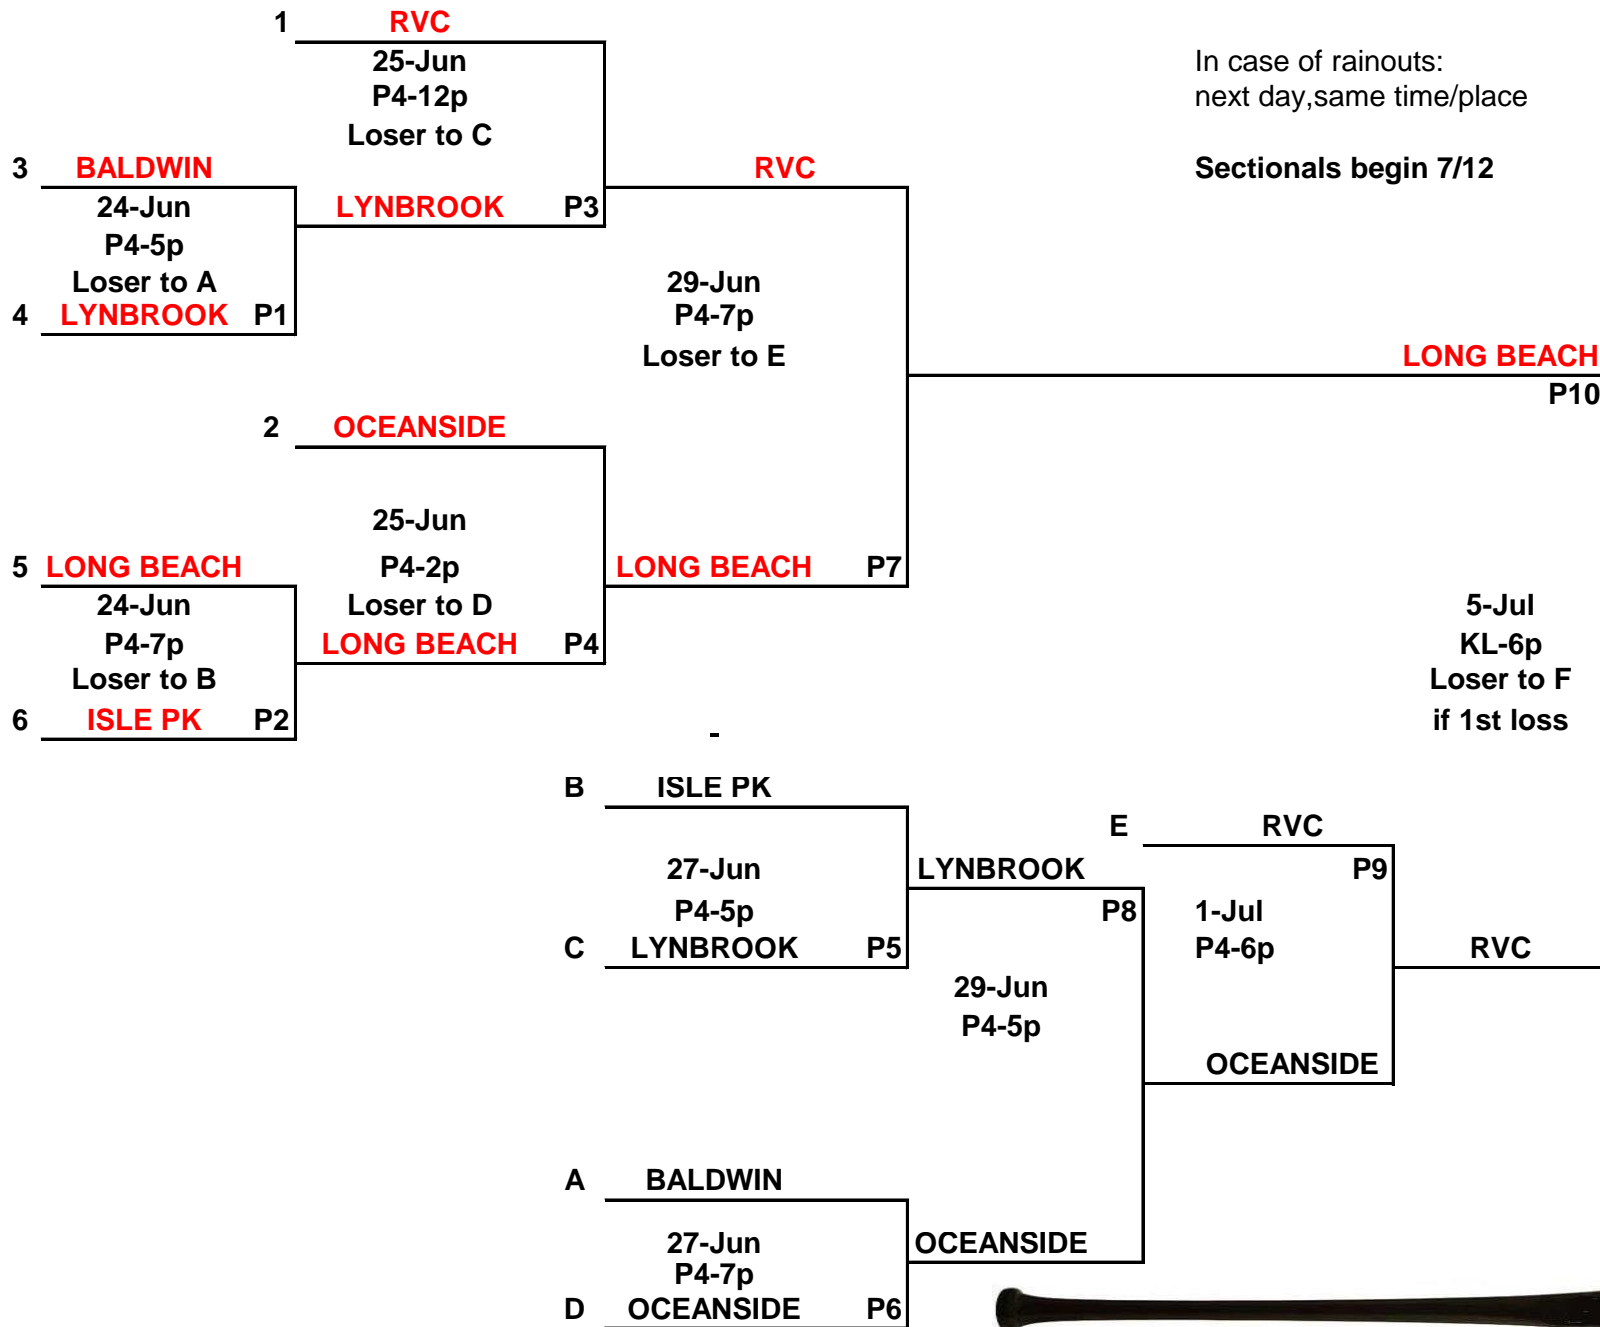 1 RVC
25-Jun
P4-12p
Loser to C
In case of rainouts:
next day,same time/place
Sectionals begin 7/12
3 BALDWIN
RVC
24-Jun
P4-5p
Loser to A
LYNBROOK P3
4 LYNBROOK P1
29-Jun
P4-7p
Loser to E
LONG BEACH
P10
2 OCEANSIDE
25-Jun
P4-2p
Loser to D
5 LONG BEACH
LONG BEACH P7
24-Jun
P4-7p
Loser to B
LONG BEACH P4
6 ISLE PK P2
5-Jul
KL-6p
Loser to F
if 1st loss
-
B ISLE PK
E RVC
27-Jun
P4-5p
LYNBROOK
P9
P8
1-Jul
P4-6p
C LYNBROOK P5
RVC
29-Jun
P4-5p
OCEANSIDE
A BALDWIN
27-Jun
P4-7p
OCEANSIDE
D OCEANSIDE P6